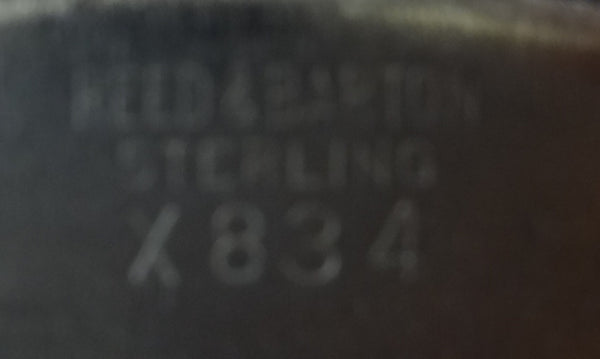 REED & BARTON
STERLING
X834